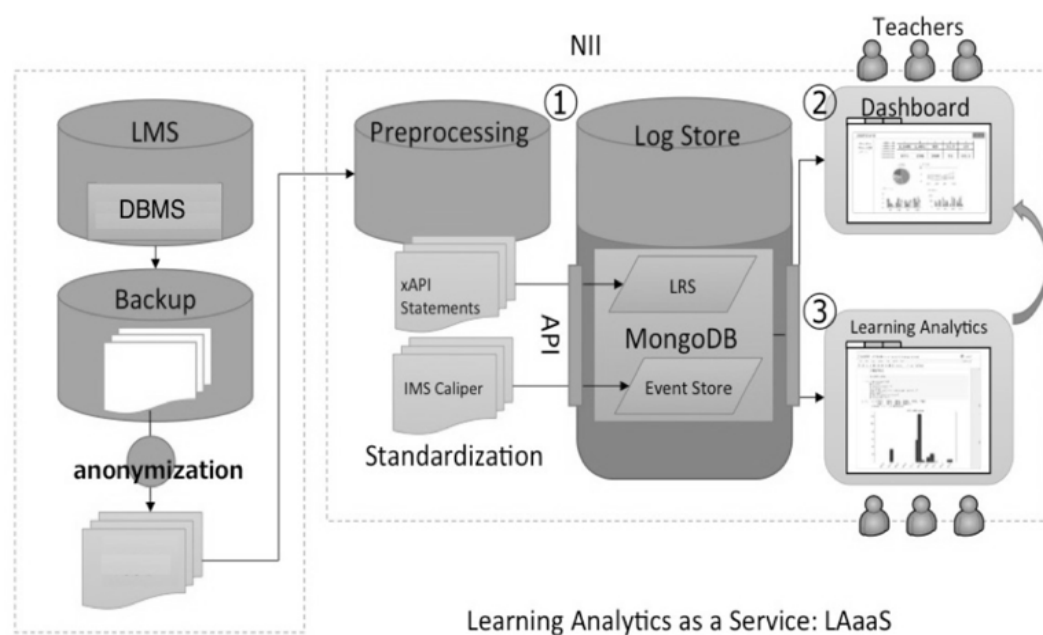 Teachers
NII
LMS
DBMS
Backup
anonymization
...
Preprocessing
xAPI
Statements
IMS Caliper
Standardization
①
API
Log Store
LRS
MongoDB
Event Store
②
Dashboard
③
Learning Analytics
Learning Analytics as a Service: LAaaS